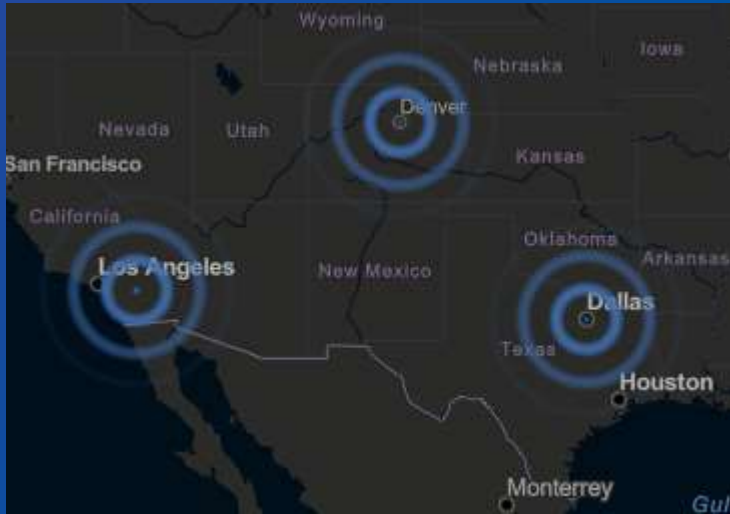 Wyoming
Iowa
Nebraska
Denver
Nevada
Utah
San Francisco
Kansas
California
Oklahoma
Arkansas
Los Angeles
New Mexico
Dallas
Texas
Houston
Monterrey
Gul